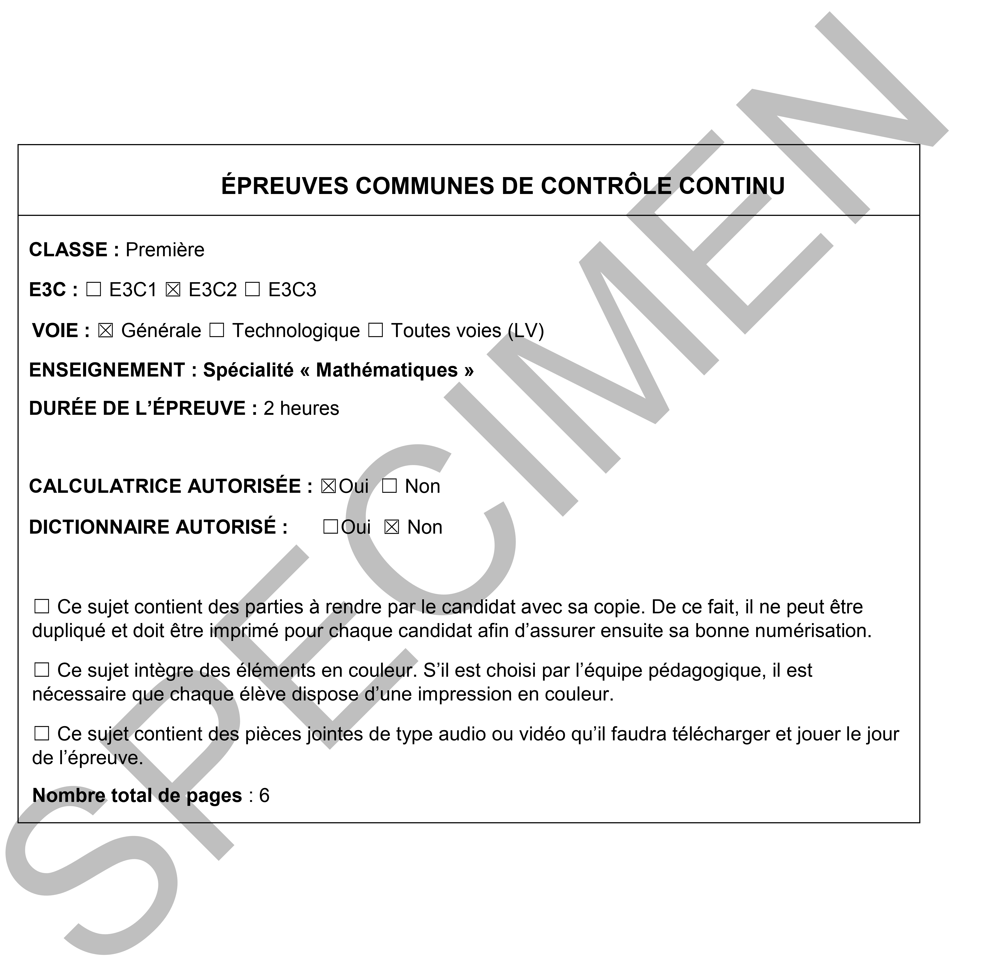 ÉPREUVES COMMUNES DE CONTRÔLE CONTINU
CLASSE : Première
E3C : ☐ E3C1 ☒ E3C2 ☐ E3C3
VOIE : ☒ Générale ☐ Technologique ☐ Toutes voies (LV)
ENSEIGNEMENT : Spécialité « Mathématiques »
DURÉE DE L’ÉPREUVE : 2 heures
CALCULATRICE AUTORISÉE : ☒Oui ☐ Non
DICTIONNAIRE AUTORISÉ : ☐Oui ☒ Non
☐ Ce sujet contient des parties à rendre par le candidat avec sa copie. De ce fait, il ne peut être
dupliqué et doit être imprimé pour chaque candidat afin d’assurer ensuite sa bonne numérisation.
☐ Ce sujet intègre des éléments en couleur. S’il est choisi par l’équipe pédagogique, il est
nécessaire que chaque élève dispose d’une impression en couleur.
☐ Ce sujet contient des pièces jointes de type audio ou vidéo qu’il faudra télécharger et jouer le jour
de l’épreuve.
Nombre total de pages : 6
SPECIMEN